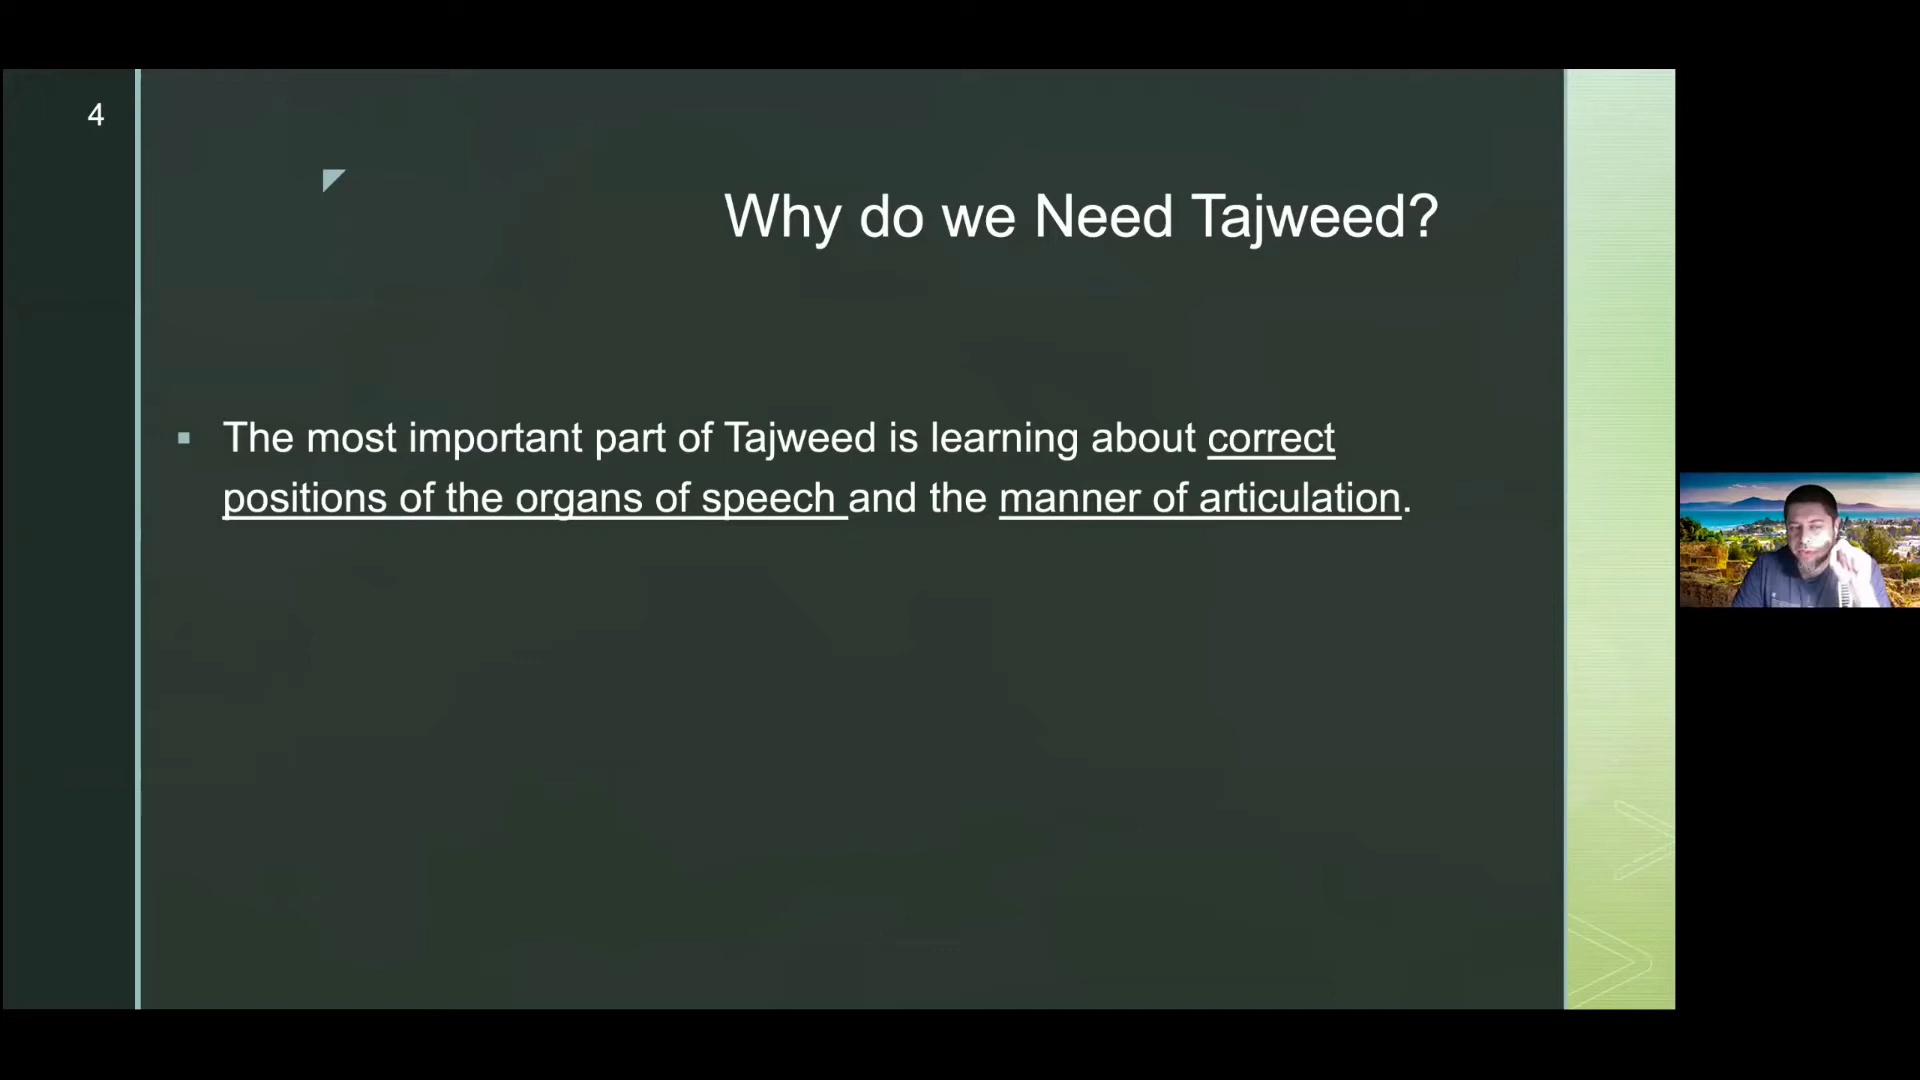 4
Why do we Need Tajweed?
▪ The most important part of Tajweed is learning about correct
positions of the organs of speech and the manner of articulation.